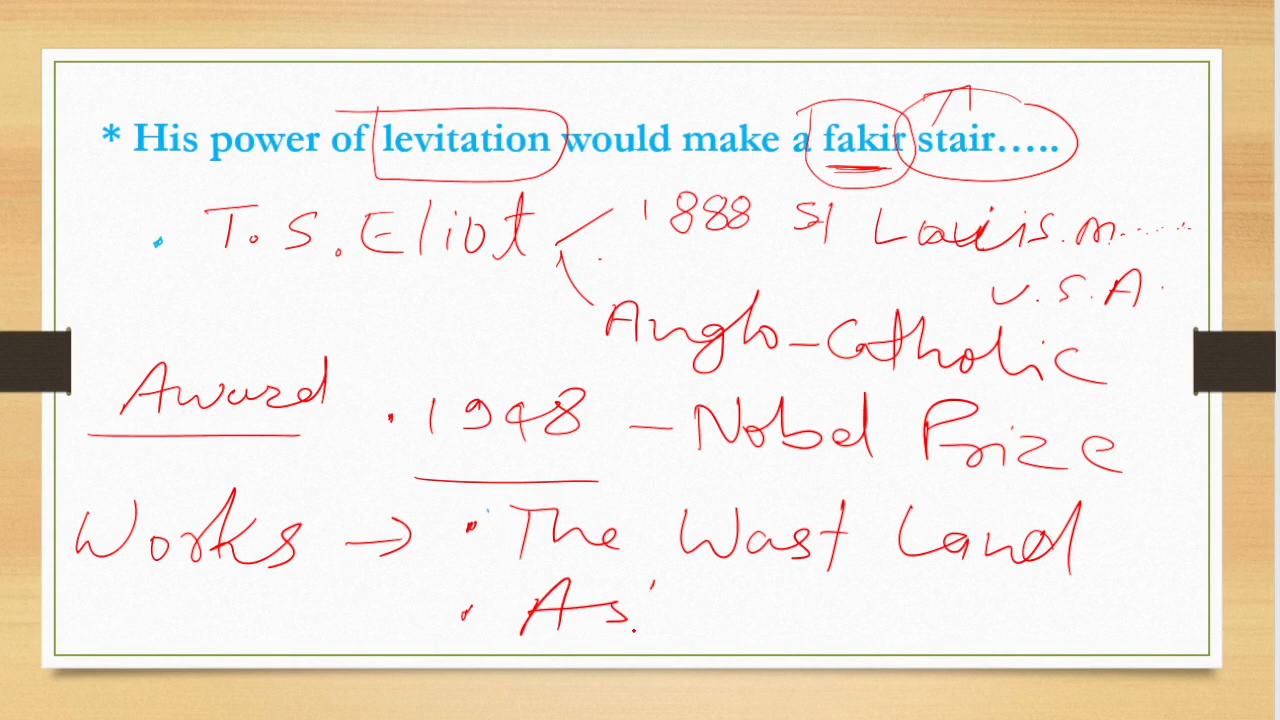 * His power of levitation would make a fakir stair.....
T.S. Eliot 1888 St Louis. m......
U.S.A.
Anglo-Catholic
Award . 1948 - Nobel Prize
Works → • The Wast Land
• As